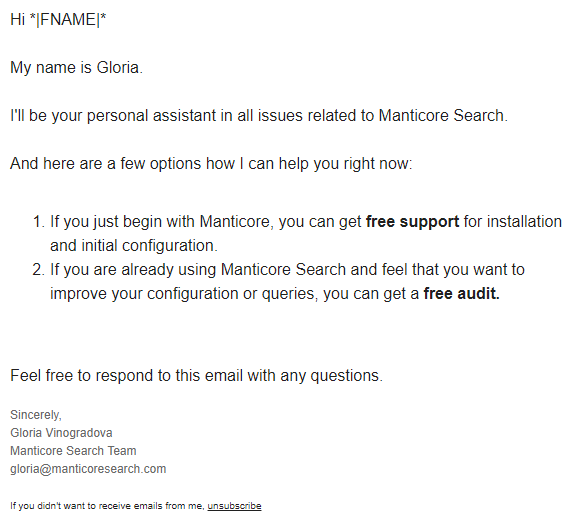 Hi *|FNAME|*
My name is Gloria.
I'll be your personal assistant in all issues related to Manticore Search.
And here are a few options how I can help you right now:
1. If you just begin with Manticore, you can get free support for installation
and initial configuration.
2. If you are already using Manticore Search and feel that you want to
improve your configuration or queries, you can get a free audit.
Feel free to respond to this email with any questions.
Sincerely,
Gloria Vinogradova
Manticore Search Team
gloria@manticoresearch.com
If you didn't want to receive emails from me, unsubscribe